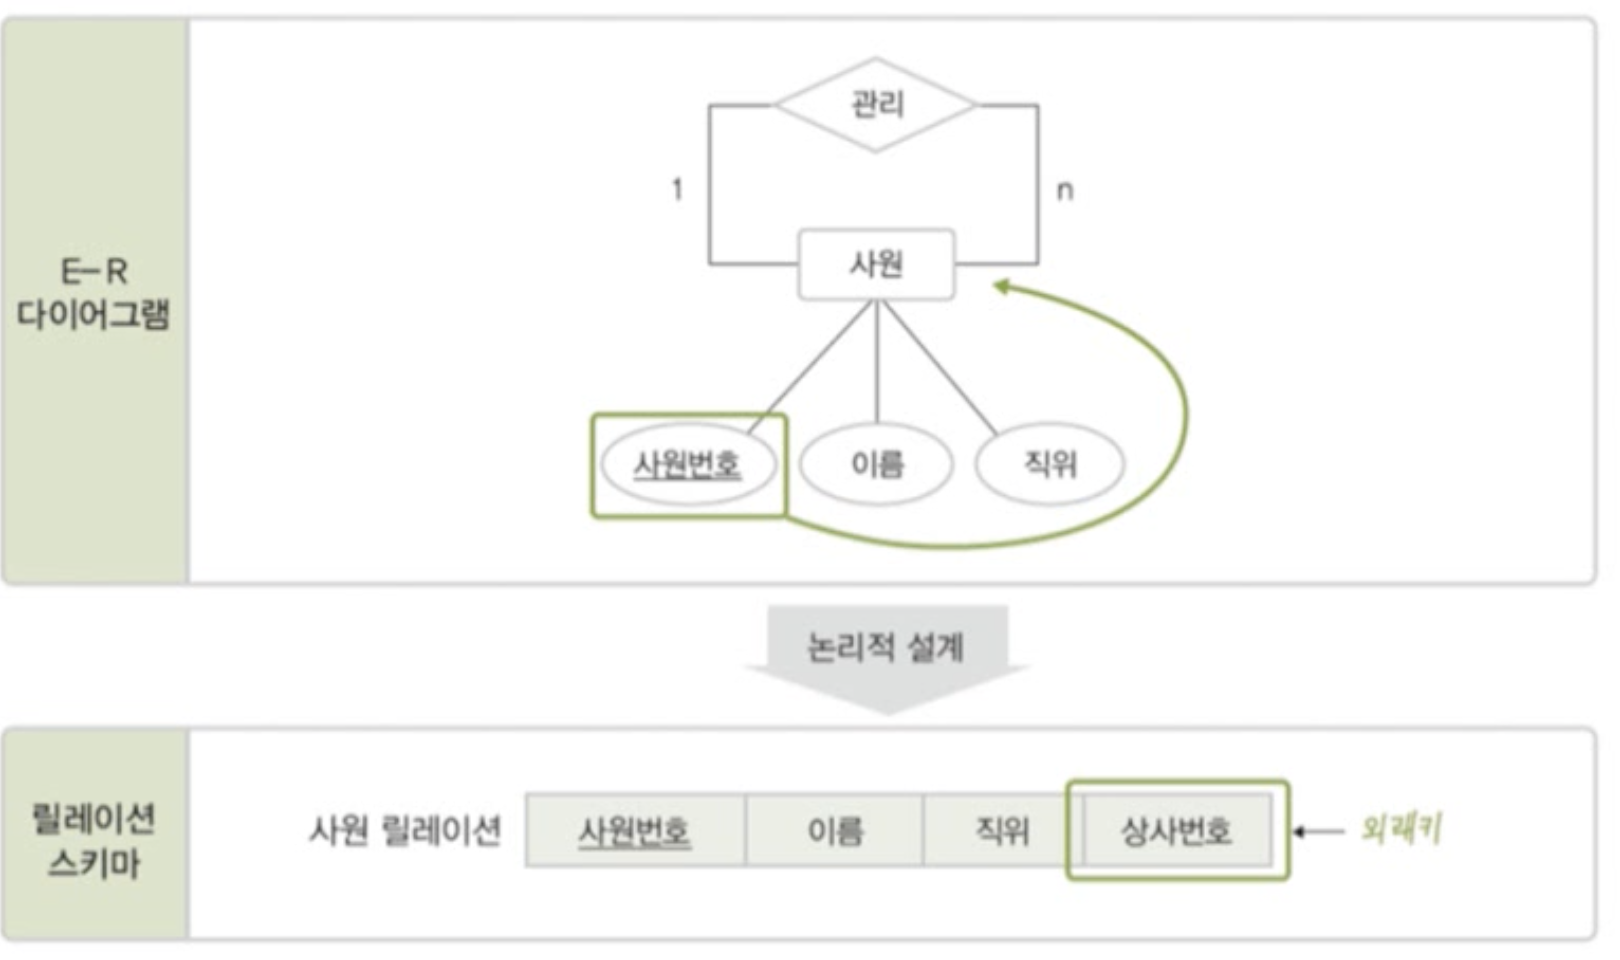 E-R
다이어그램
관리
1
n
사원
사원번호
이름
직위
논리적 설계
릴레이션
스키마
사원 릴레이션
사원번호
이름
직위
상사번호
외래키